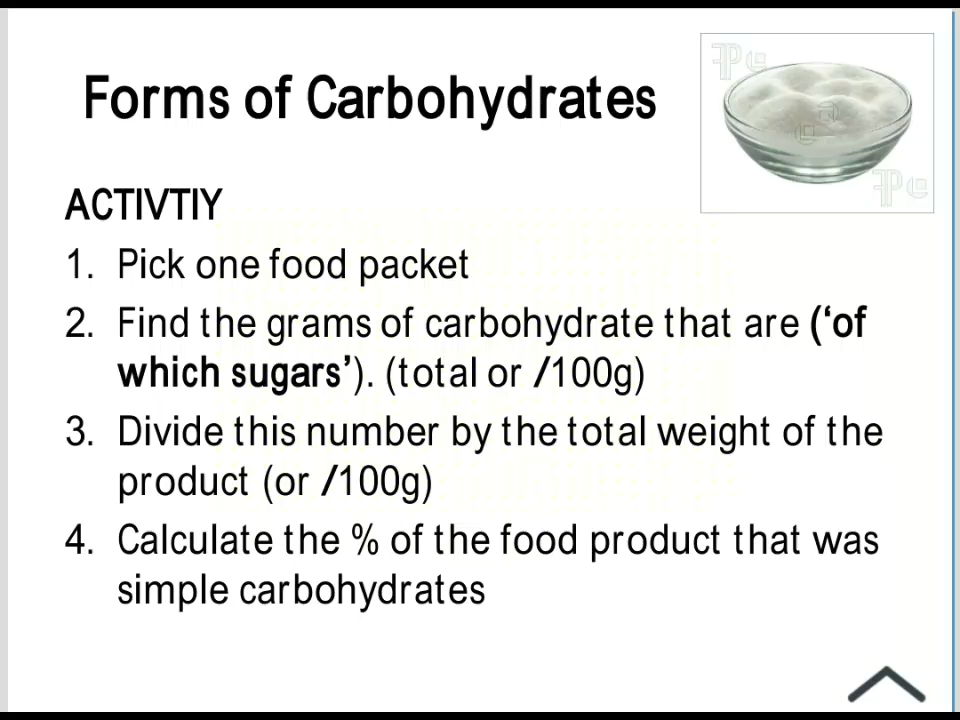 Forms of Carbohydrates
ACTIVTIY
1. Pick one food packet
2. Find the grams of carbohydrate that are (‘of
which sugars’). (total or /100g)
3. Divide this number by the total weight of the
product (or /100g)
4. Calculate the % of the food product that was
simple carbohydrates